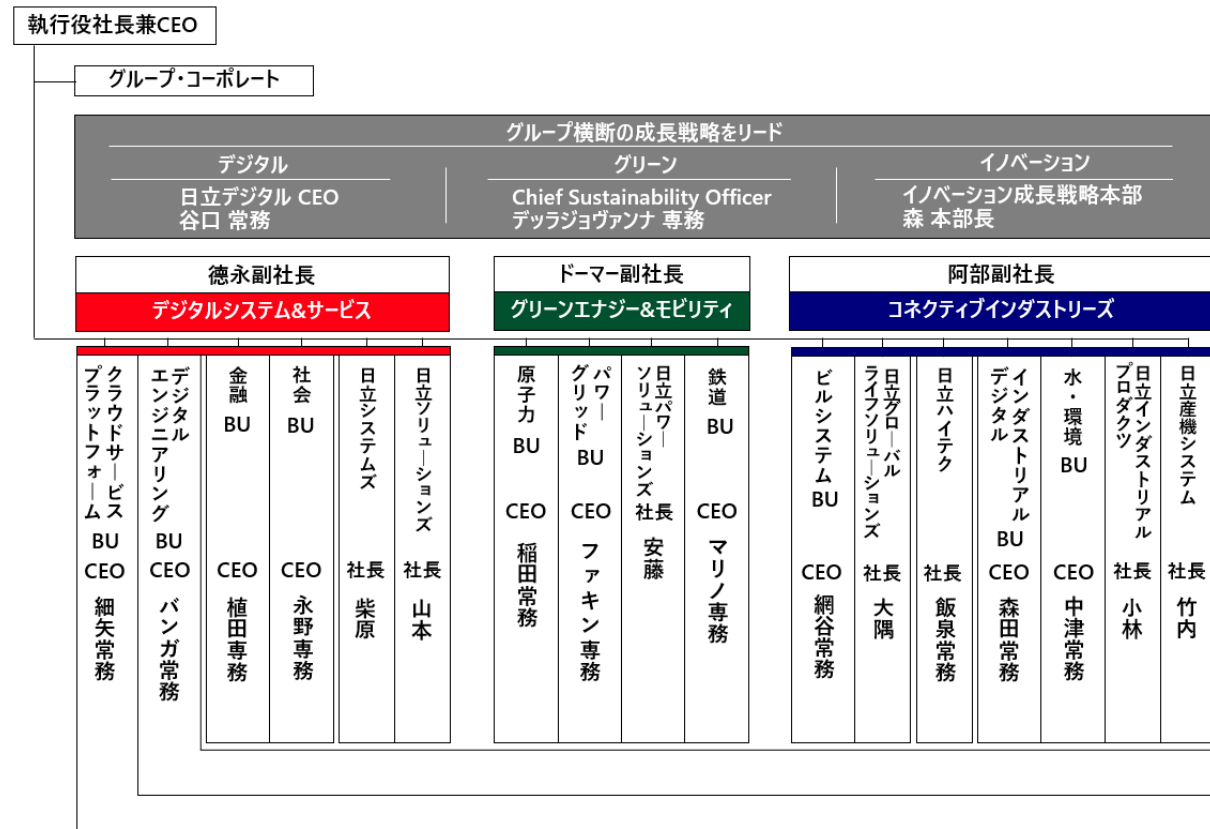 執行役社長兼CEO
グループ・コーポレート
グループ横断の成長戦略をリード
デジタル
日立デジタル CEO
谷口 常務
グリーン
Chief Sustainability Officer
デッラジョヴァンナ 専務
イノベーション
イノベーション成長戦略本部
森 本部長
德永副社長
デジタルシステム&サービス
ドーマー副社長
グリーンエナジー&モビリティ
阿部副社長
コネクティブインダストリーズ
クラウドサービス
プラットフォーム
BU
CEO
細矢常務
デジタル
エンジニアリング
BU
CEO
バンガ常務
金融
BU
CEO
植田専務
社会
BU
CEO
永野専務
日立システムズ
社長
柴原
日立ソリューションズ
社長
山本
原子力
BU
CEO
稲田常務
パワー
グリッド
BU
CEO
ファキン専務
日立パワー
ソリューションズ
社長
安藤
鉄道
BU
CEO
マリノ専務
ビルシステム
BU
CEO
網谷常務
日立グローバル
ライフソリューションズ
社長
大隅
日立ハイテク
社長
飯泉常務
インダストリアル
デジタル
BU
CEO
森田常務
水・環境
BU
CEO
中津常務
日立インダストリアル
プロダクツ
社長
小林
日立産機システム
社長
竹内